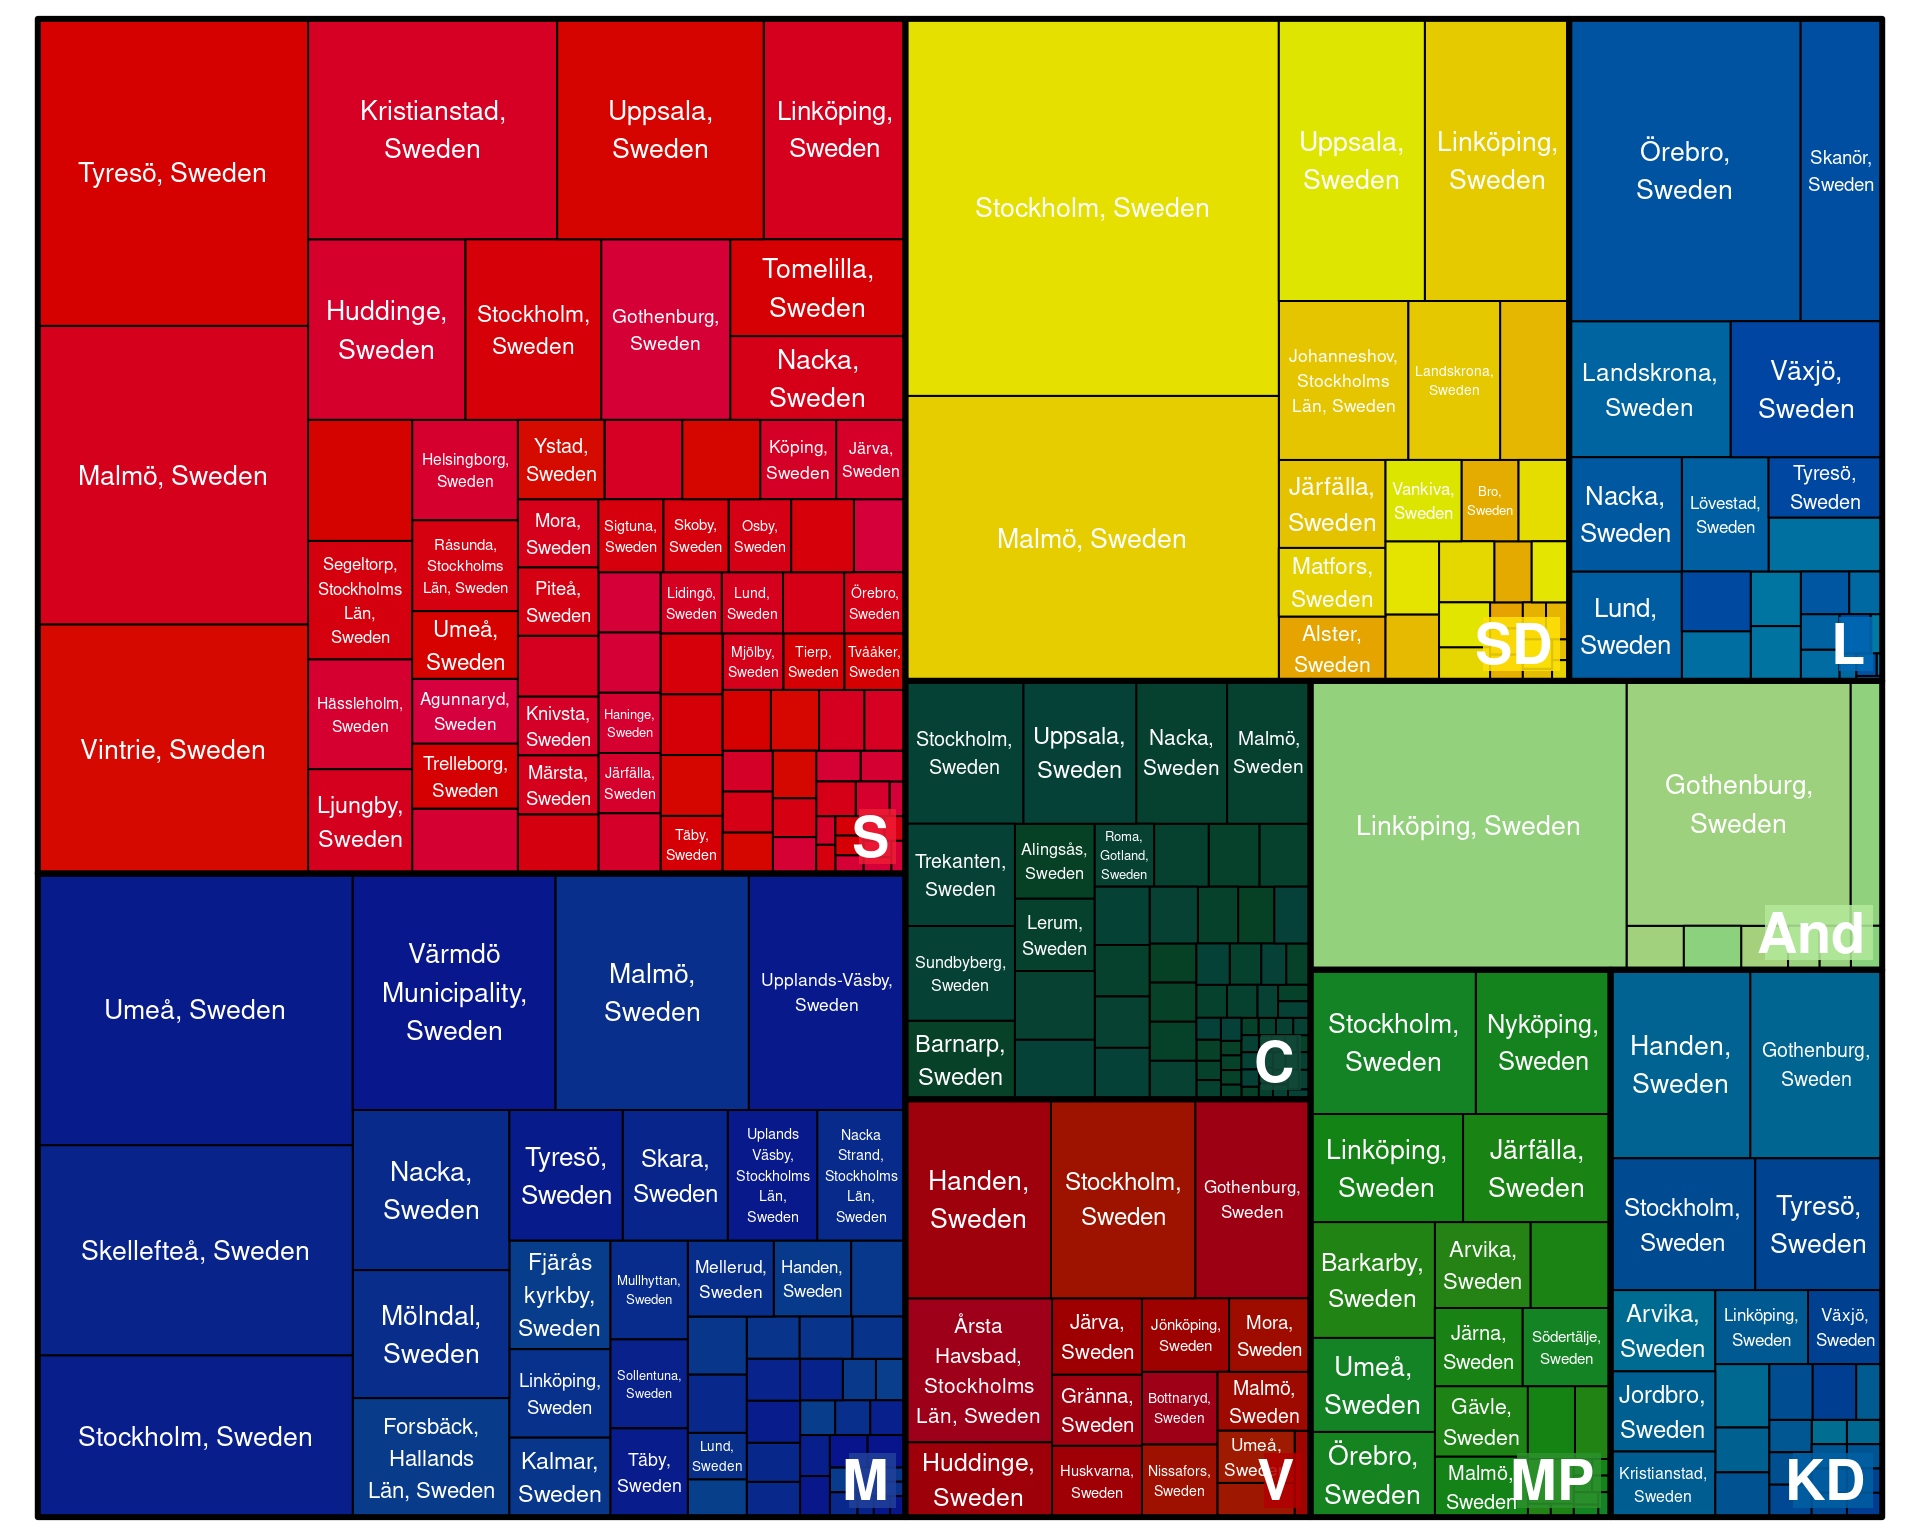 Tyresö, Sweden
Malmö, Sweden
Vintrie, Sweden
Kristianstad,
Sweden
Uppsala,
Sweden
Linköping,
Sweden
Huddinge,
Sweden
Stockholm,
Sweden
Gothenburg,
Sweden
Tomelilla,
Sweden
Nacka,
Sweden
Segeltorp,
Stockholms
Län,
Sweden
Hässleholm,
Sweden
Ljungby,
Sweden
Helsingborg,
Sweden
Råsunda,
Stockholms
Län, Sweden
Umeå,
Sweden
Agunnaryd,
Sweden
Trelleborg,
Sweden
Ystad,
Sweden
Köping,
Sweden
Järva,
Sweden
Mora,
Sweden
Sigtuna,
Sweden
Skoby,
Sweden
Osby,
Sweden
Piteå,
Sweden
Lidingö,
Sweden
Lund,
Sweden
Örebro,
Sweden
Mjölby,
Sweden
Tierp,
Sweden
Tvååker,
Sweden
Knivsta,
Sweden
Haninge,
Sweden
Märsta,
Sweden
Järfälla,
Sweden
Täby,
Sweden
S
Stockholm, Sweden
Malmö, Sweden
Uppsala,
Sweden
Linköping,
Sweden
Johanneshov,
Stockholms
Län, Sweden
Landskrona,
Sweden
Järfälla,
Sweden
Vankiva,
Sweden
Bro,
Sweden
Matfors,
Sweden
Alster,
Sweden
SD
Örebro,
Sweden
Skanör,
Sweden
Landskrona,
Sweden
Växjö,
Sweden
Nacka,
Sweden
Lövestad,
Sweden
Tyresö,
Sweden
Lund,
Sweden
L
Umeå, Sweden
Skellefteå, Sweden
Stockholm, Sweden
Värmdö
Municipality,
Sweden
Malmö,
Sweden
Upplands-Väsby,
Sweden
Nacka,
Sweden
Mölndal,
Sweden
Forsbäck,
Hallands
Län, Sweden
Tyresö,
Sweden
Skara,
Sweden
Uplands
Väsby,
Stockholms
Län,
Sweden
Nacka
Strand,
Stockholms
Län,
Sweden
Fjärås
kyrkby,
Sweden
Linköping,
Sweden
Kalmar,
Sweden
Mullhyttan,
Sweden
Sollentuna,
Sweden
Täby,
Sweden
Mellerud,
Sweden
Handen,
Sweden
Lund,
Sweden
M
Stockholm,
Sweden
Uppsala,
Sweden
Nacka,
Sweden
Malmö,
Sweden
Trekanten,
Sweden
Sundbyberg,
Sweden
Barnarp,
Sweden
Alingsås,
Sweden
Lerum,
Sweden
Roma,
Gotland,
Sweden
C
Linköping, Sweden
Gothenburg,
Sweden
And
Handen,
Sweden
Stockholm,
Sweden
Gothenburg,
Sweden
Årsta
Havsbad,
Stockholms
Län, Sweden
Huddinge,
Sweden
Järva,
Sweden
Jönköping,
Sweden
Mora,
Sweden
Gränna,
Sweden
Bottnaryd,
Sweden
Malmö,
Sweden
Huskvarna,
Sweden
Nissafors,
Sweden
Umeå,
Sweden
V
Stockholm,
Sweden
Nyköping,
Sweden
Linköping,
Sweden
Järfälla,
Sweden
Barkarby,
Sweden
Umeå,
Sweden
Örebro,
Sweden
Arvika,
Sweden
Järna,
Sweden
Södertälje,
Sweden
Gävle,
Sweden
Malmö,
Sweden
MP
Handen,
Sweden
Gothenburg,
Sweden
Stockholm,
Sweden
Tyresö,
Sweden
Arvika,
Sweden
Linköping,
Sweden
Växjö,
Sweden
Jordbro,
Sweden
Kristianstad,
Sweden
KD